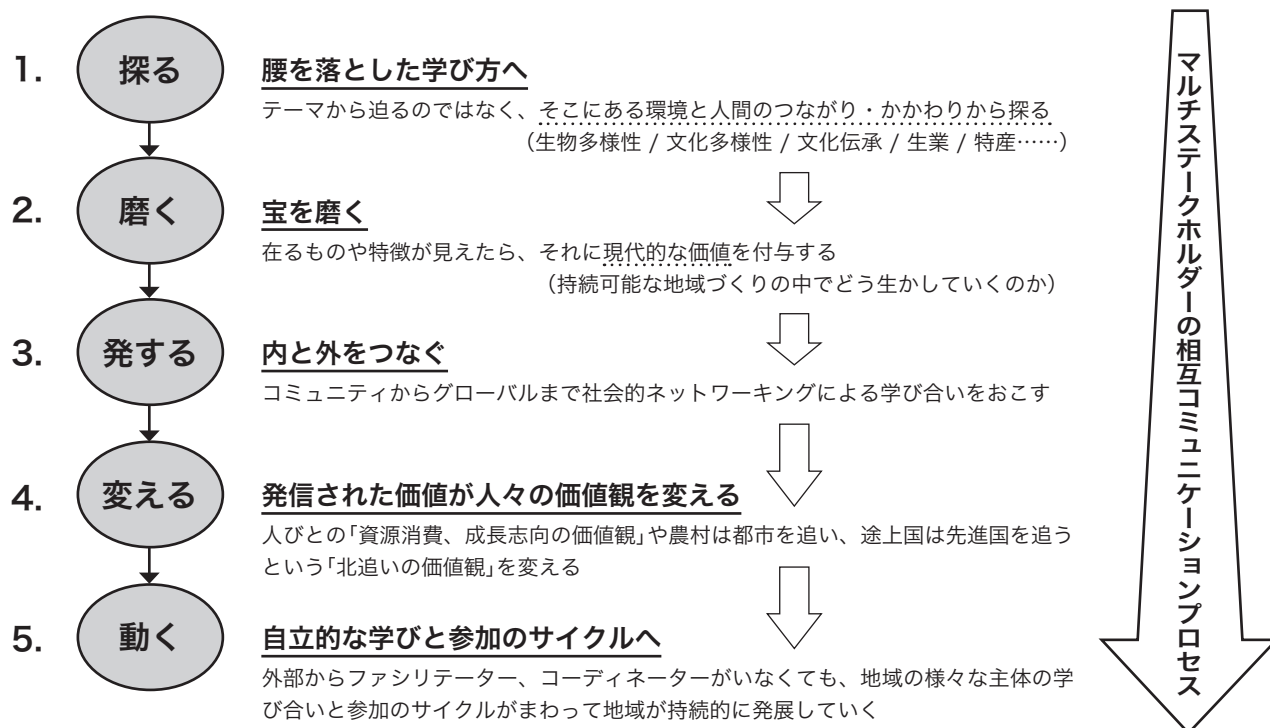 1.
探る
腰を落とした学び方へ
テーマから迫るのではなく、そこにある環境と人間のつながり・かかわりから探る
（生物多様性 / 文化多様性 / 文化伝承 / 生業 / 特産……）
2.
磨く
宝を磨く
在るものや特徴が見えたら、それに現代的な価値を付与する
（持続可能な地域づくりの中でどう生かしていくのか）
3.
発する
内と外をつなぐ
コミュニティからグローバルまで社会的ネットワーキングによる学び合いをおこす
4.
変える
発信された価値が人々の価値観を変える
人びとの「資源消費、成長志向の価値観」や農村は都市を追い、途上国は先進国を追う
という「北追いの価値観」を変える
5.
動く
自立的な学びと参加のサイクルへ
外部からファシリテーター、コーディネーターがいなくても、地域の様々な主体の学
び合いと参加のサイクルがまわって地域が持続的に発展していく
マルチステークホルダーの相互コミュニケーションプロセス